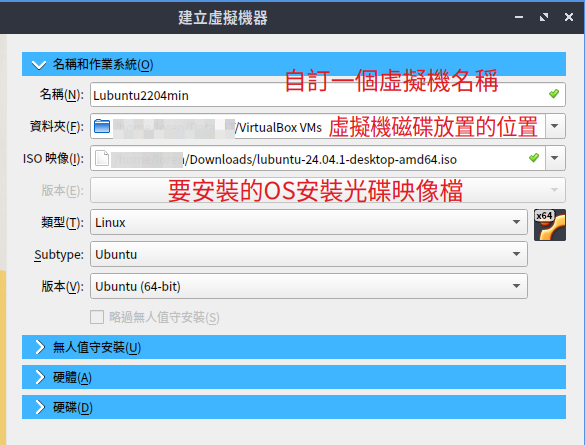 建立虛擬機器
名稱和作業系統(O)
自訂一個虛擬機名稱
名稱(N): Lubuntu2204min
資料夾(F): /VirtualBox VMs 虛擬機磁碟放置的位置
ISO 映像(I): /Downloads/lubuntu-24.04.1-desktop-amd64.iso
版本(E): 要安裝的OS安裝光碟映像檔
類型(T): Linux x64
Subtype: Ubuntu
版本(V): Ubuntu (64-bit)
略過無人值守安裝(S)
無人值守安裝(U)
硬體(A)
硬碟(D)